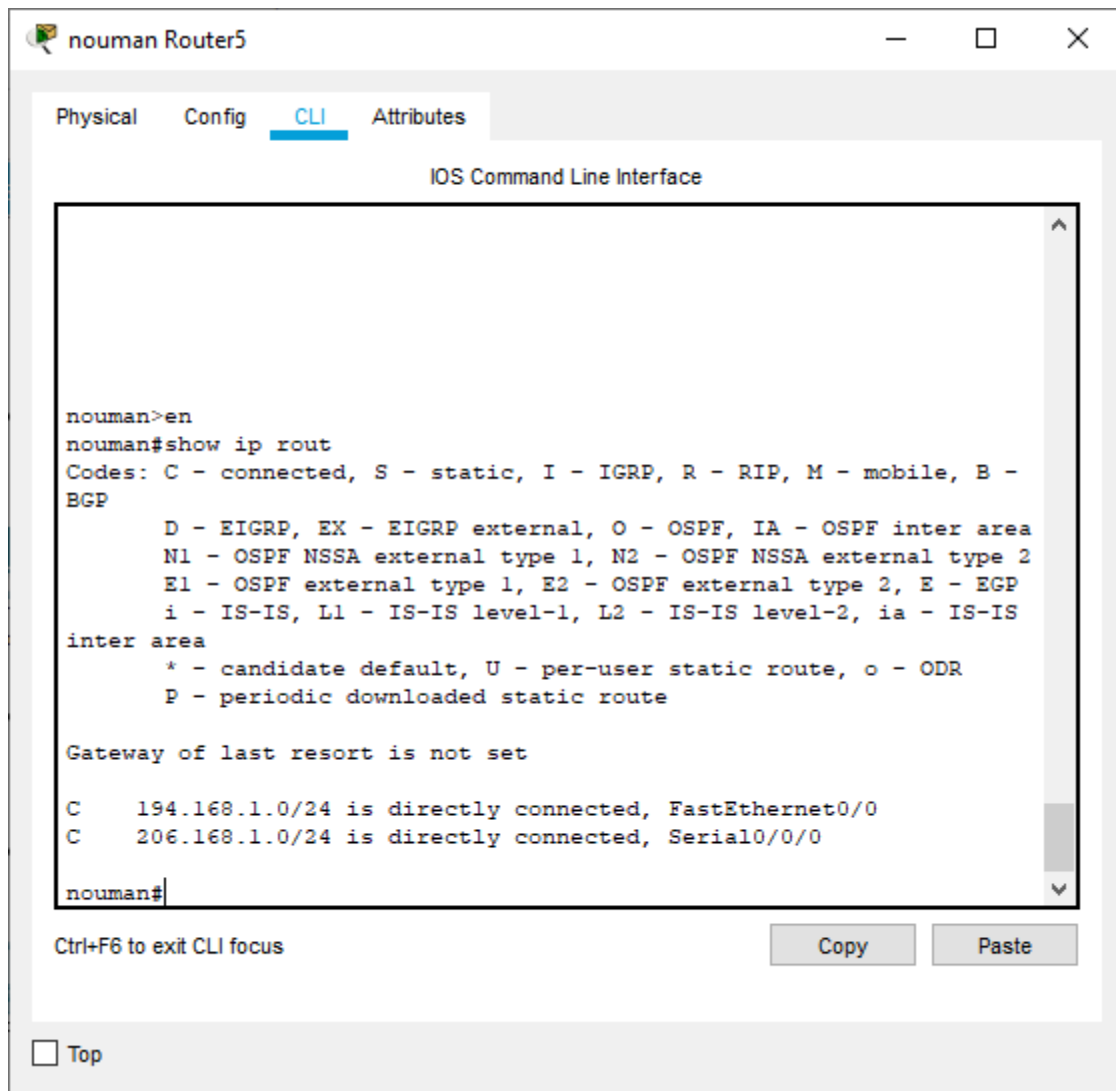 nouman Router5
Physical Config CLI Attributes
IOS Command Line Interface
nouman>en
nouman#show ip rout
Codes: C - connected, S - static, I - IGRP, R - RIP, M - mobile, B -
BGP
D - EIGRP, EX - EIGRP external, O - OSPF, IA - OSPF inter area
N1 - OSPF NSSA external type 1, N2 - OSPF NSSA external type 2
E1 - OSPF external type 1, E2 - OSPF external type 2, E - EGP
i - IS-IS, L1 - IS-IS level-1, L2 - IS-IS level-2, ia - IS-IS
inter area
* - candidate default, U - per-user static route, o - ODR
P - periodic downloaded static route
Gateway of last resort is not set
C 194.168.1.0/24 is directly connected, FastEthernet0/0
C 206.168.1.0/24 is directly connected, Serial0/0/0
nouman#
Ctrl+F6 to exit CLI focus Copy Paste
Top